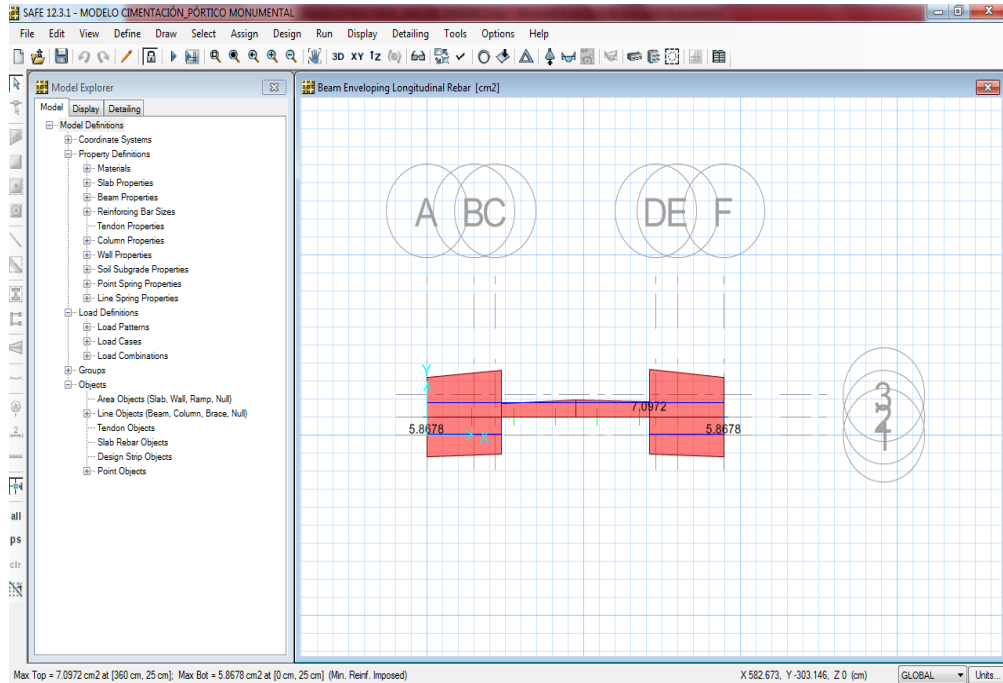 SAFE 12.3.1 - MODELO CIMENTACIÓN_PÓRTICO MONUMENTAL
File Edit View Define Draw Select Assign Design Run Display Detailing Tools Options Help
3D XY
Model Explorer
Model Display Detailing
Model Definitions
Coordinate Systems
Property Definitions
Materials
Slab Properties
Beam Properties
Reinforcing Bar Sizes
Tendon Properties
Column Properties
Wall Properties
Soil Subgrade Properties
Point Spring Properties
Line Spring Properties
Load Definitions
Load Patterns
Load Cases
Load Combinations
Groups
Objects
Area Objects (Slab, Wall, Ramp, Null)
Line Objects (Beam, Column, Brace, Null)
Tendon Objects
Slab Rebar Objects
Design Strip Objects
Point Objects
all
ps
clr
Beam Enveloping Longitudinal Rebar [cm2]
A B C D E F
Y
7.0972
5.8678 X 5.8678
3
2
1
Max Top = 7.0972 cm2 at [360 cm, 25 cm]; Max Bot = 5.8678 cm2 at [0 cm, 25 cm] (Min. Reinf. Imposed)
X 582.673, Y -303.146, Z 0 (cm)
GLOBAL
Units...